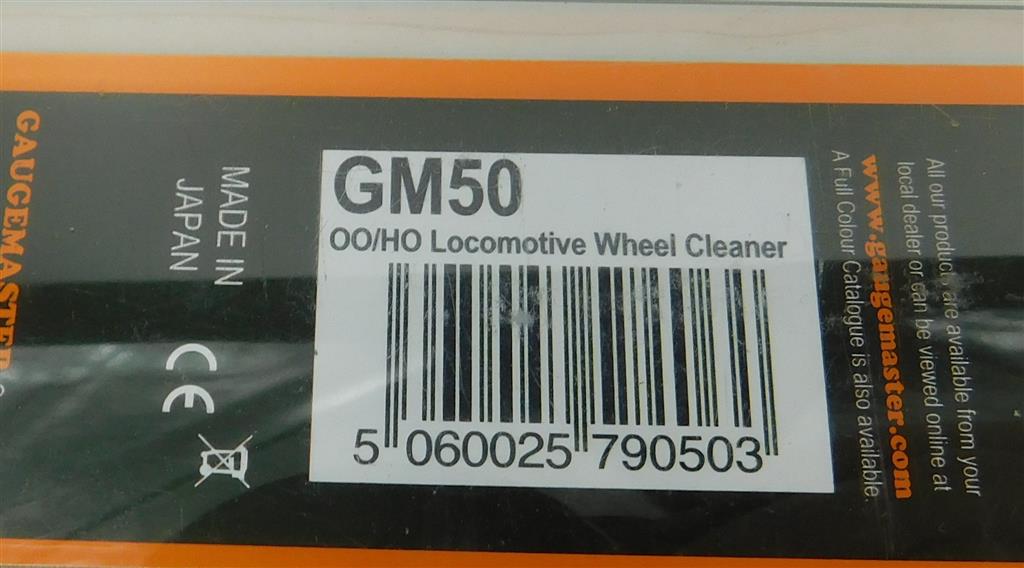 GAUGEMASTER
MADE IN
JAPAN
CE
GM50
OO/HO Locomotive Wheel Cleaner
5 060025 790503
All our products are available from your
local dealer or can be viewed online at
www.gaugemaster.com
A Full Colour Catalogue is also available.